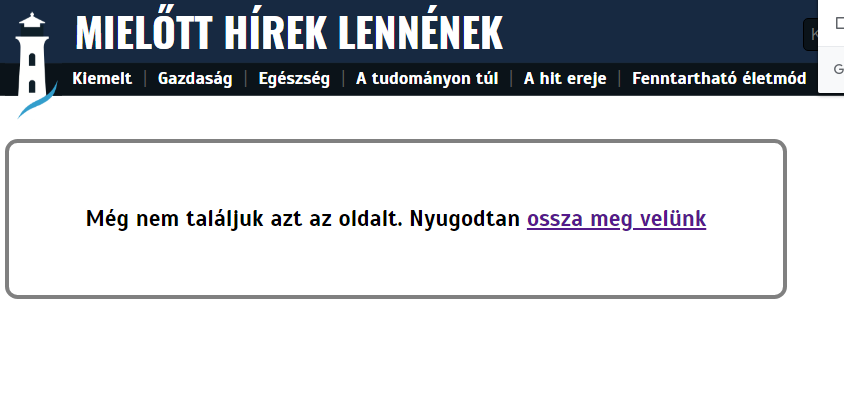 MIELŐTT HÍREK LENNÉNEK
Kiemelt | Gazdaság | Egészség | A tudományon túl | A hit ereje | Fenntartható életmód
Még nem találjuk azt az oldalt. Nyugodtan ossza meg velünk